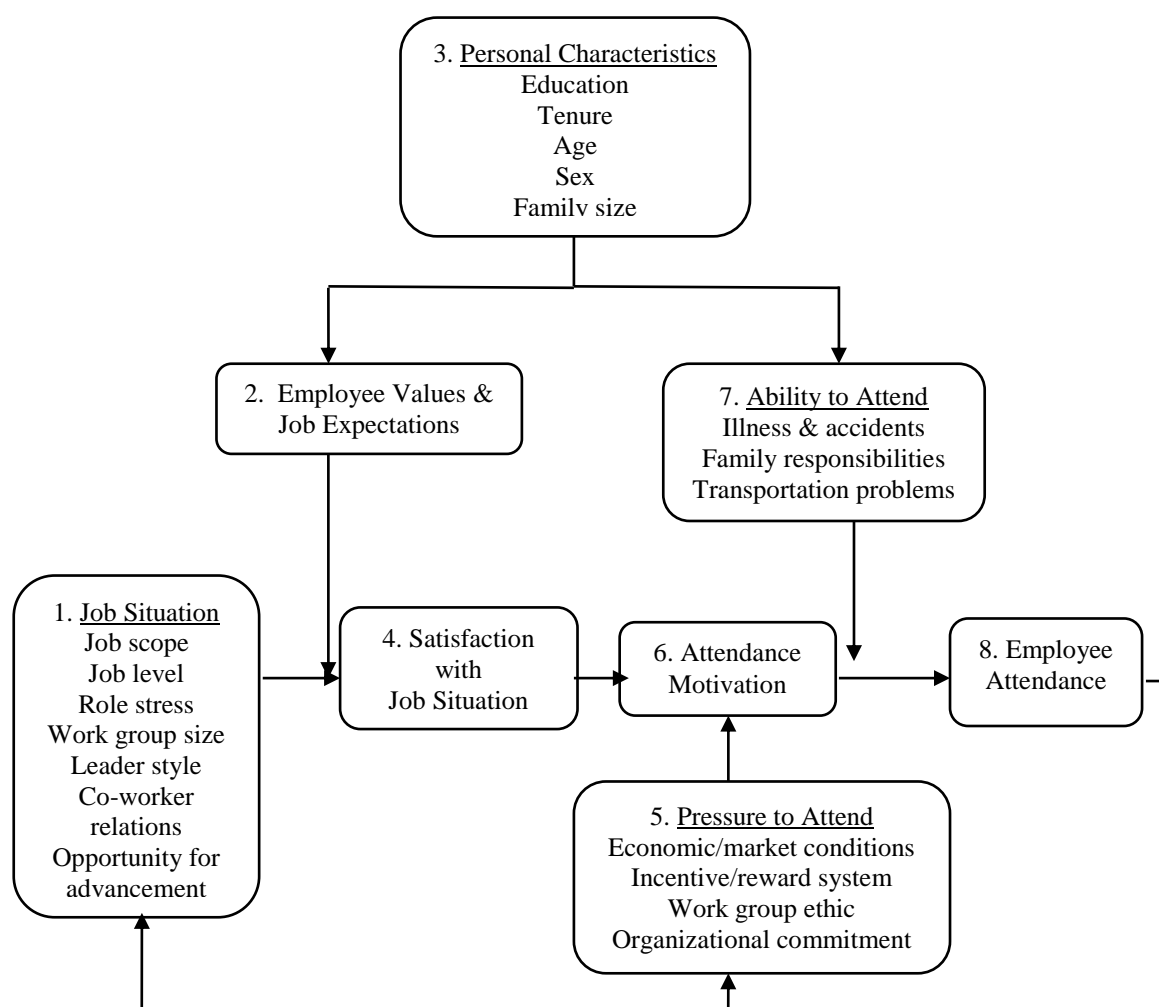 3. Personal Characteristics
Education
Tenure
Age
Sex
Family size
2. Employee Values &
Job Expectations
7. Ability to Attend
Illness & accidents
Family responsibilities
Transportation problems
1. Job Situation
Job scope
Job level
Role stress
Work group size
Leader style
Co-worker
relations
Opportunity for
advancement
4. Satisfaction
with
Job Situation
6. Attendance
Motivation
8. Employee
Attendance
5. Pressure to Attend
Economic/market conditions
Incentive/reward system
Work group ethic
Organizational commitment